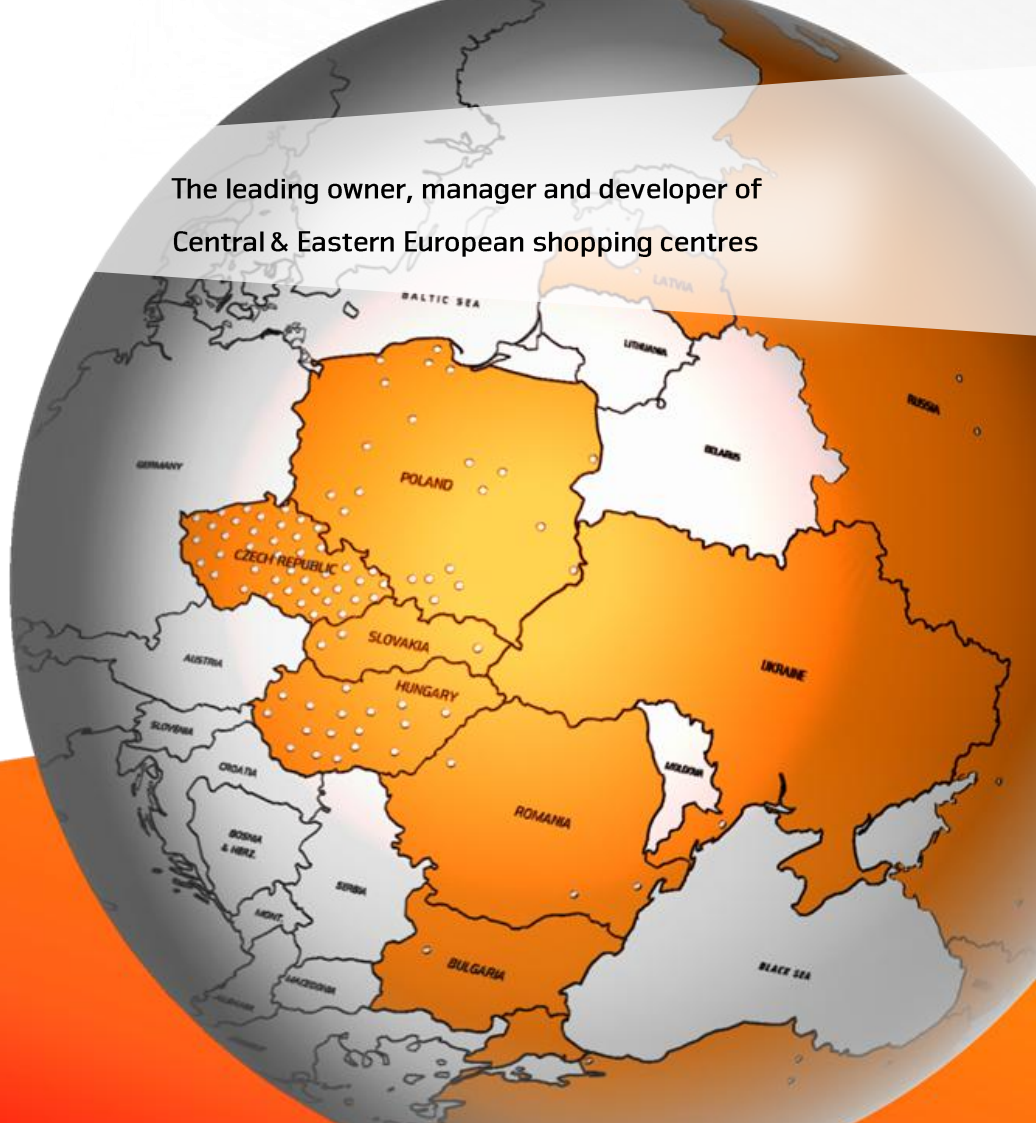 The leading owner, manager and developer of
Central & Eastern European shopping centres
LATVIA
BALTIC SEA
LITHUANIA
RUSSIA
BELARUS
GERMANY
POLAND
CZECH REPUBLIC
SLOVAKIA
AUSTRIA
UKRAINE
HUNGARY
SLOVENIA
CROATIA
MOLDOVA
ROMANIA
BOSNIA
& HERZ.
SERBIA
MONT.
BULGARIA
BLACK SEA
MACEDONIA
ALBANIA